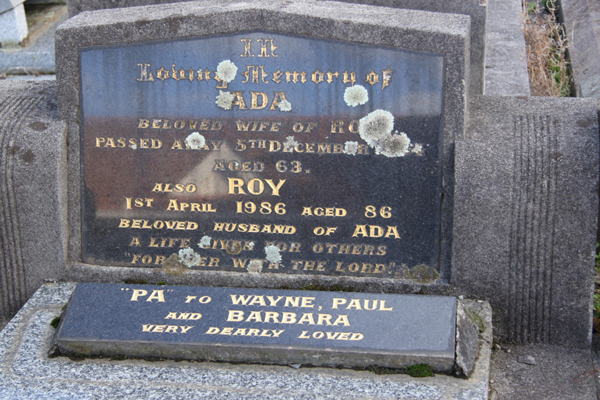 In
Loving Memory of
ADA
BELOVED WIFE OF ROY
PASSED AWAY 5TH DECEMBER
AGED 63.
ALSO ROY
1ST APRIL 1986 AGED 86
BELOVED HUSBAND OF ADA
A LIFE GIVEN FOR OTHERS
"FOREVER WITH THE LORD"
"PA" TO WAYNE, PAUL
AND BARBARA
VERY DEARLY LOVED